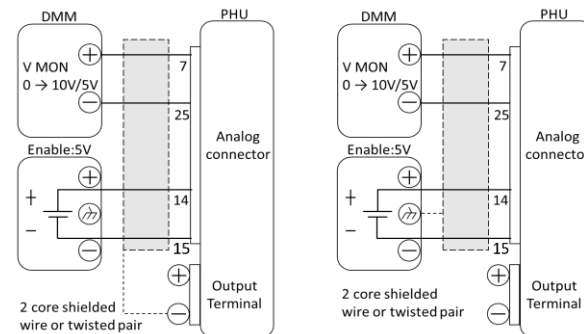 DMM
PHU
V MON
0 → 10V/5V
7
25
Enable:5V
Analog
connector
14
15
2 core shielded
wire or twisted pair
Output
Terminal
DMM
PHU
V MON
0 → 10V/5V
7
25
Enable:5V
Analog
connecto
14
15
2 core shielded
wire or twisted pair
Output
Terminal